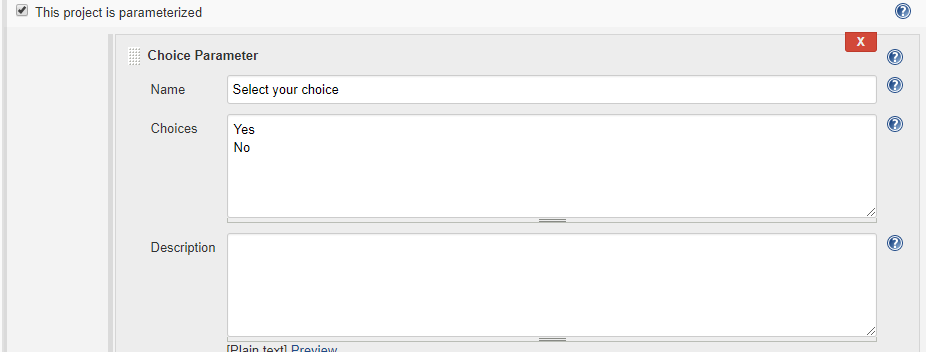 This project is parameterized
X
Choice Parameter
Name
Select your choice
Choices
Yes
No
Description
[Plain text] Preview